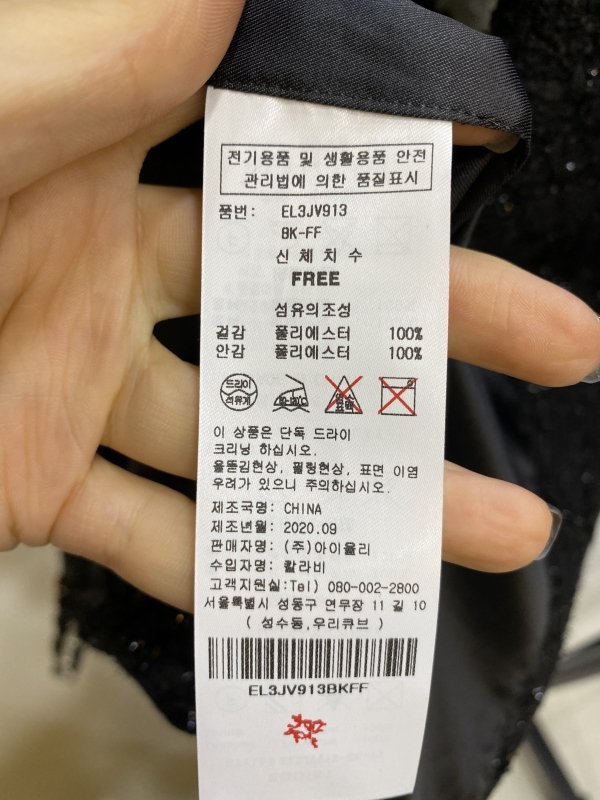 전기용품 및 생활용품 안전
관리법에 의한 품질표시
품번: EL3JV913
BK-FF
신체치수
FREE
섬유의조성
겉감 폴리에스터 100%
안감 폴리에스터 100%
드라이
석유계
염소
표백
이 상품은 단독 드라이
크리닝 하십시오.
올뜯김현상, 필링현상, 표면 이염
우려가 있으니 주의하십시오.
제조국명: CHINA
제조년월: 2020.09
판매자명: (주)아이올리
수입자명: 칼라비
고객지원실:Tel) 080-002-2800
서울특별시 성동구 연무장 11 길 10
( 성수동,우리큐브 )
EL3JV913BKFF